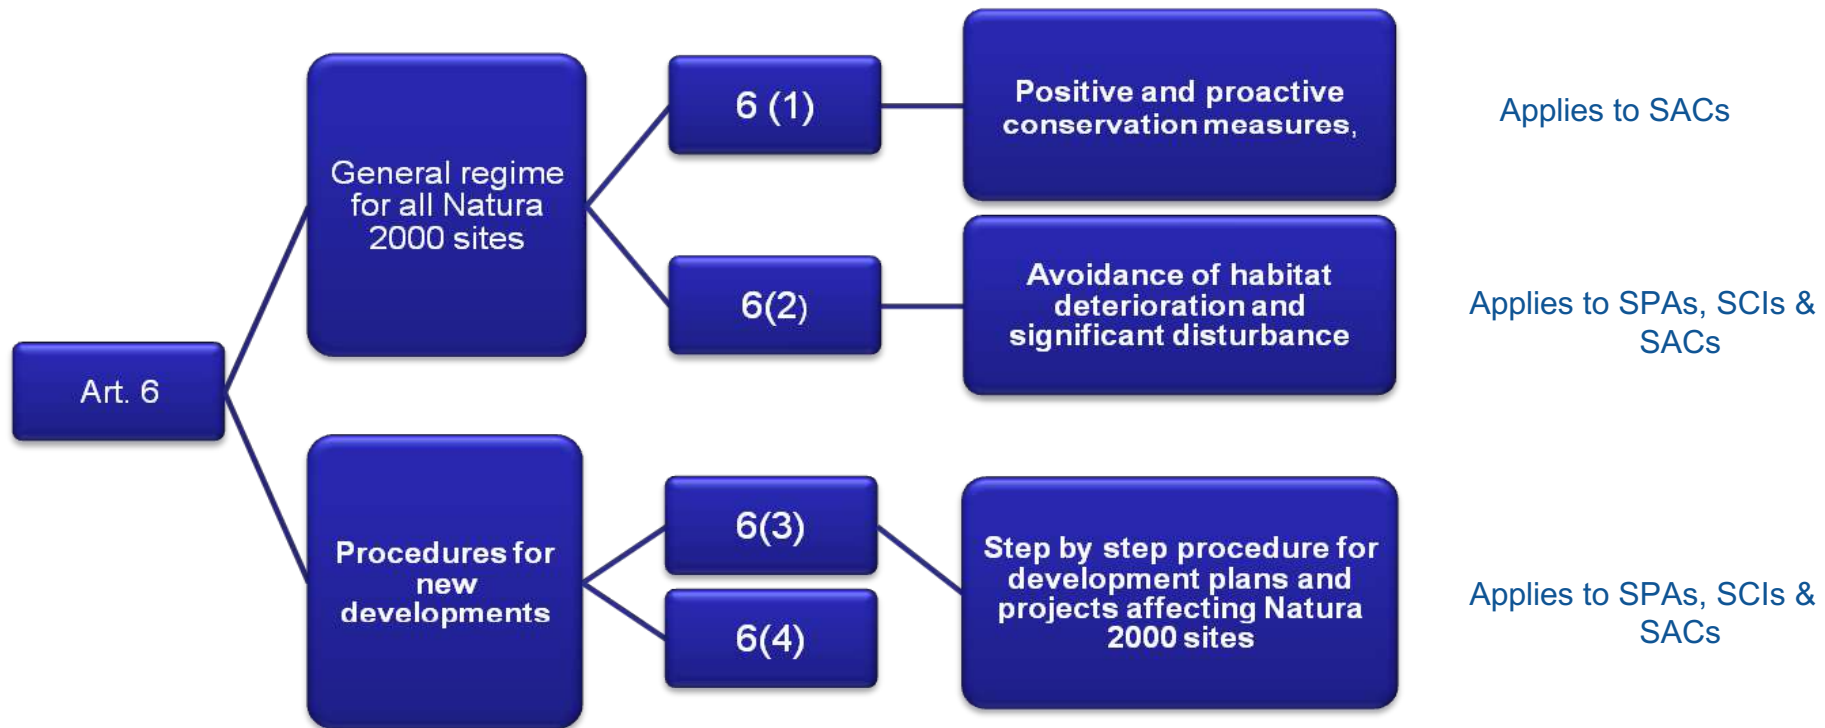 Art. 6
General regime
for all Natura
2000 sites
6 (1)
Positive and proactive
conservation measures,
Applies to SACs
6(2)
Avoidance of habitat
deterioration and
significant disturbance
Applies to SPAs, SCIs &
SACs
Procedures for
new
developments
6(3)
6(4)
Step by step procedure for
development plans and
projects affecting Natura
2000 sites
Applies to SPAs, SCIs &
SACs